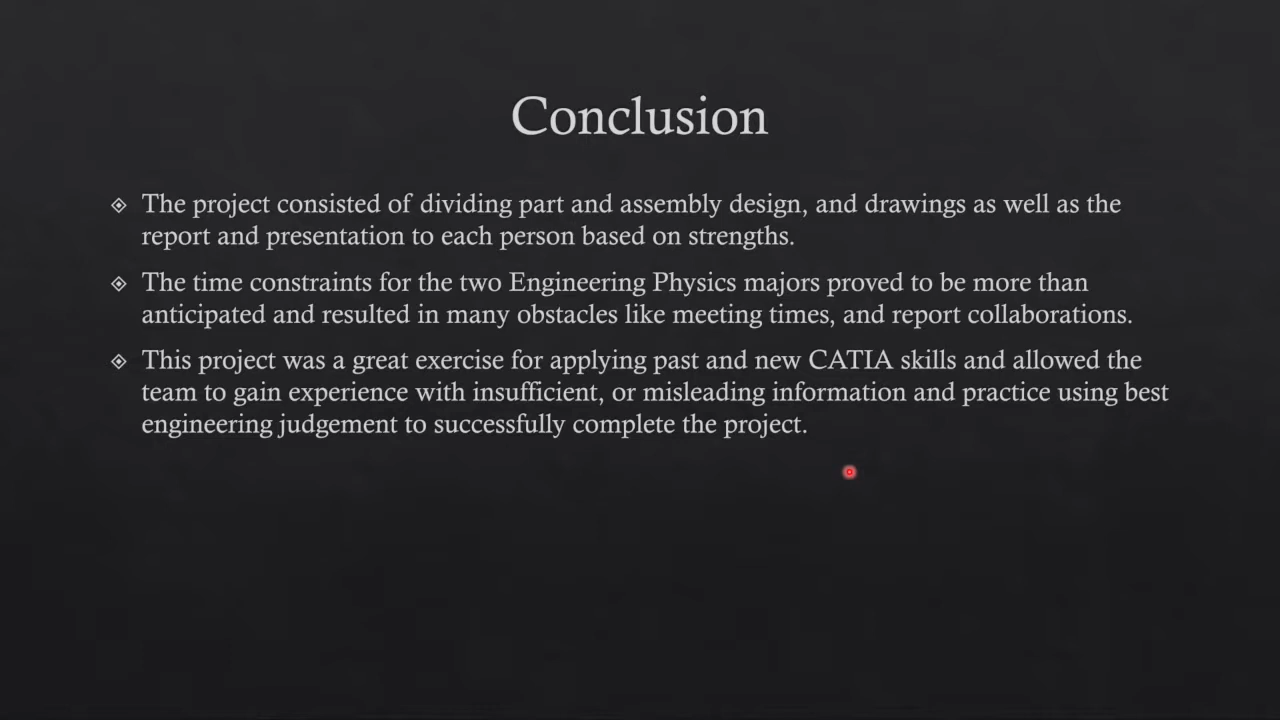 Conclusion
The project consisted of dividing part and assembly design, and drawings as well as the
report and presentation to each person based on strengths.
The time constraints for the two Engineering Physics majors proved to be more than
anticipated and resulted in many obstacles like meeting times, and report collaborations.
This project was a great exercise for applying past and new CATIA skills and allowed the
team to gain experience with insufficient, or misleading information and practice using best
engineering judgement to successfully complete the project.